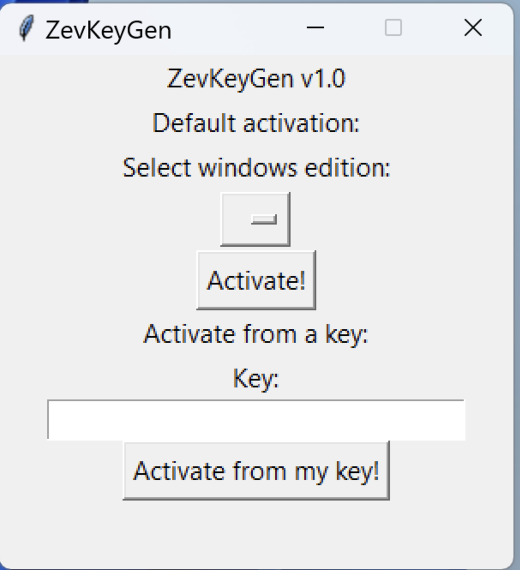 ZevKeyGen
ZevKeyGen v1.0
Default activation:
Select windows edition:
Activate!
Activate from a key:
Key:
Activate from my key!